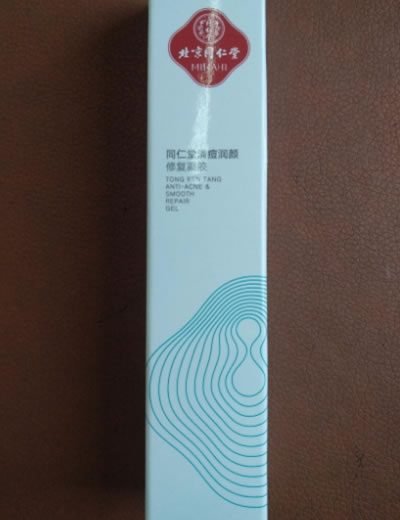 北京同仁堂
同仁堂清痘润颜
修复凝胶
TONG REN TANG
ANTI-ACNE &
SMOOTH
REPAIR
GEL